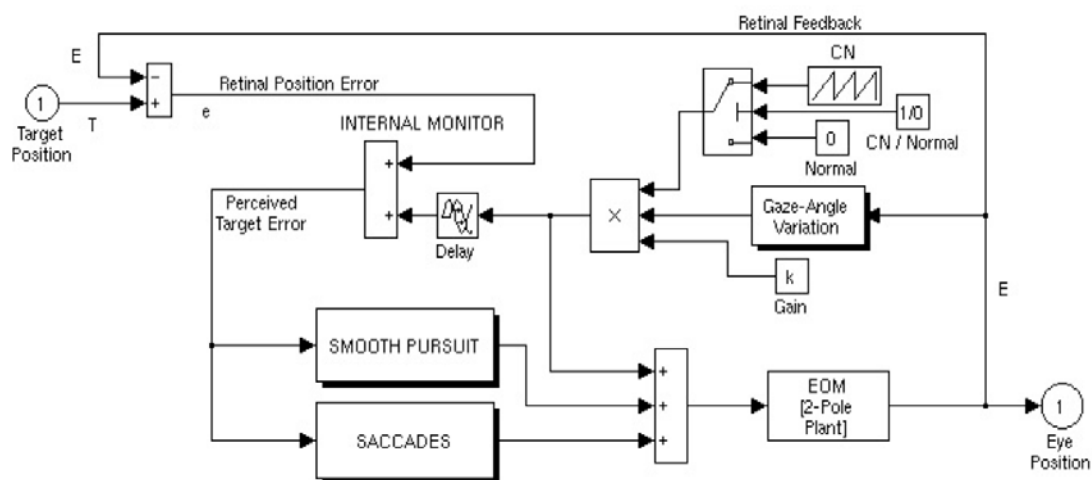 Retinal Feedback
E
CN
Retinal Position Error
−
+
1
T
e
Target
Position
INTERNAL MONITOR
1/0
CN / Normal
0
Normal
+
+
Perceived
Target Error
Delay
×
Gaze-Angle
Variation
k
Gain
E
SMOOTH PURSUIT
SACCADES
+
+
+
EOM
[2-Pole
Plant]
1
Eye
Position